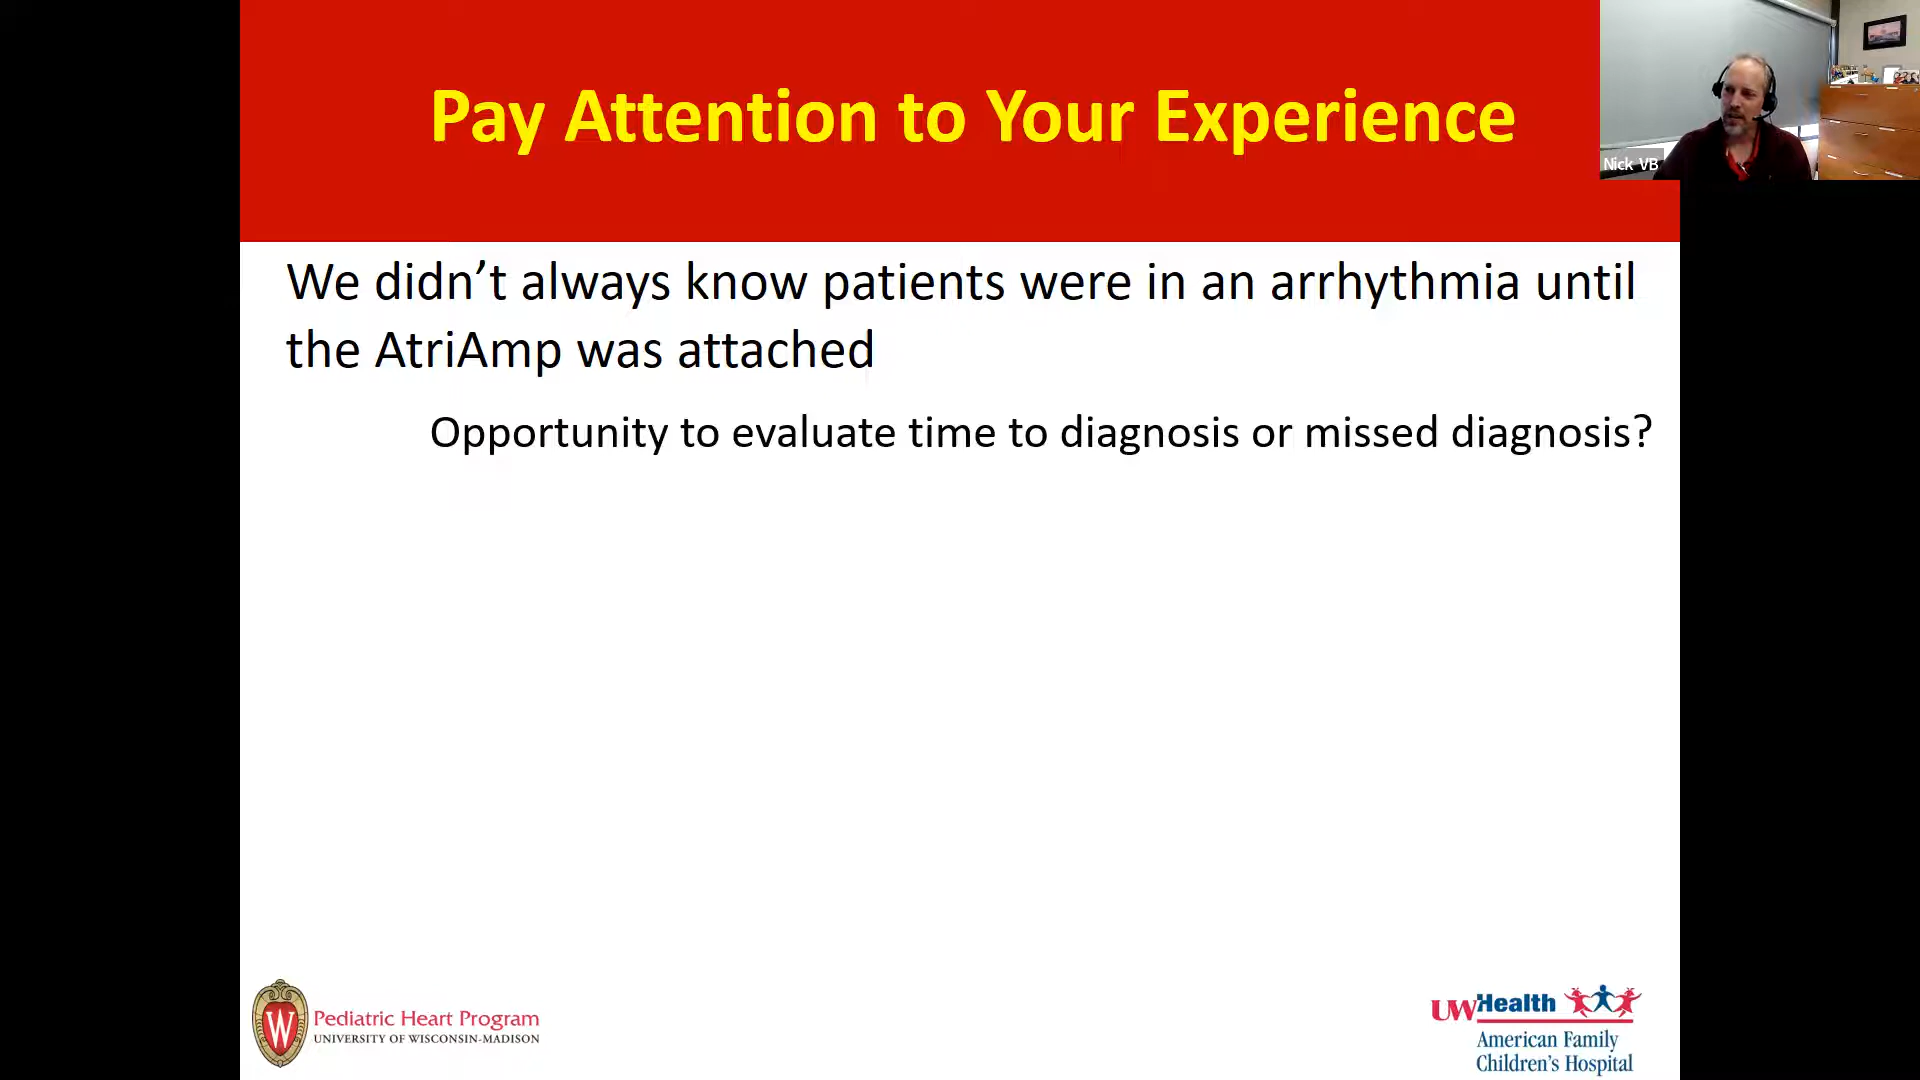 Pay Attention to Your Experience
Nick VB
We didn’t always know patients were in an arrhythmia until
the AtriAmp was attached
Opportunity to evaluate time to diagnosis or missed diagnosis?
W
Pediatric Heart Program
UNIVERSITY OF WISCONSIN-MADISON
UWHealth
American Family
Children's Hospital